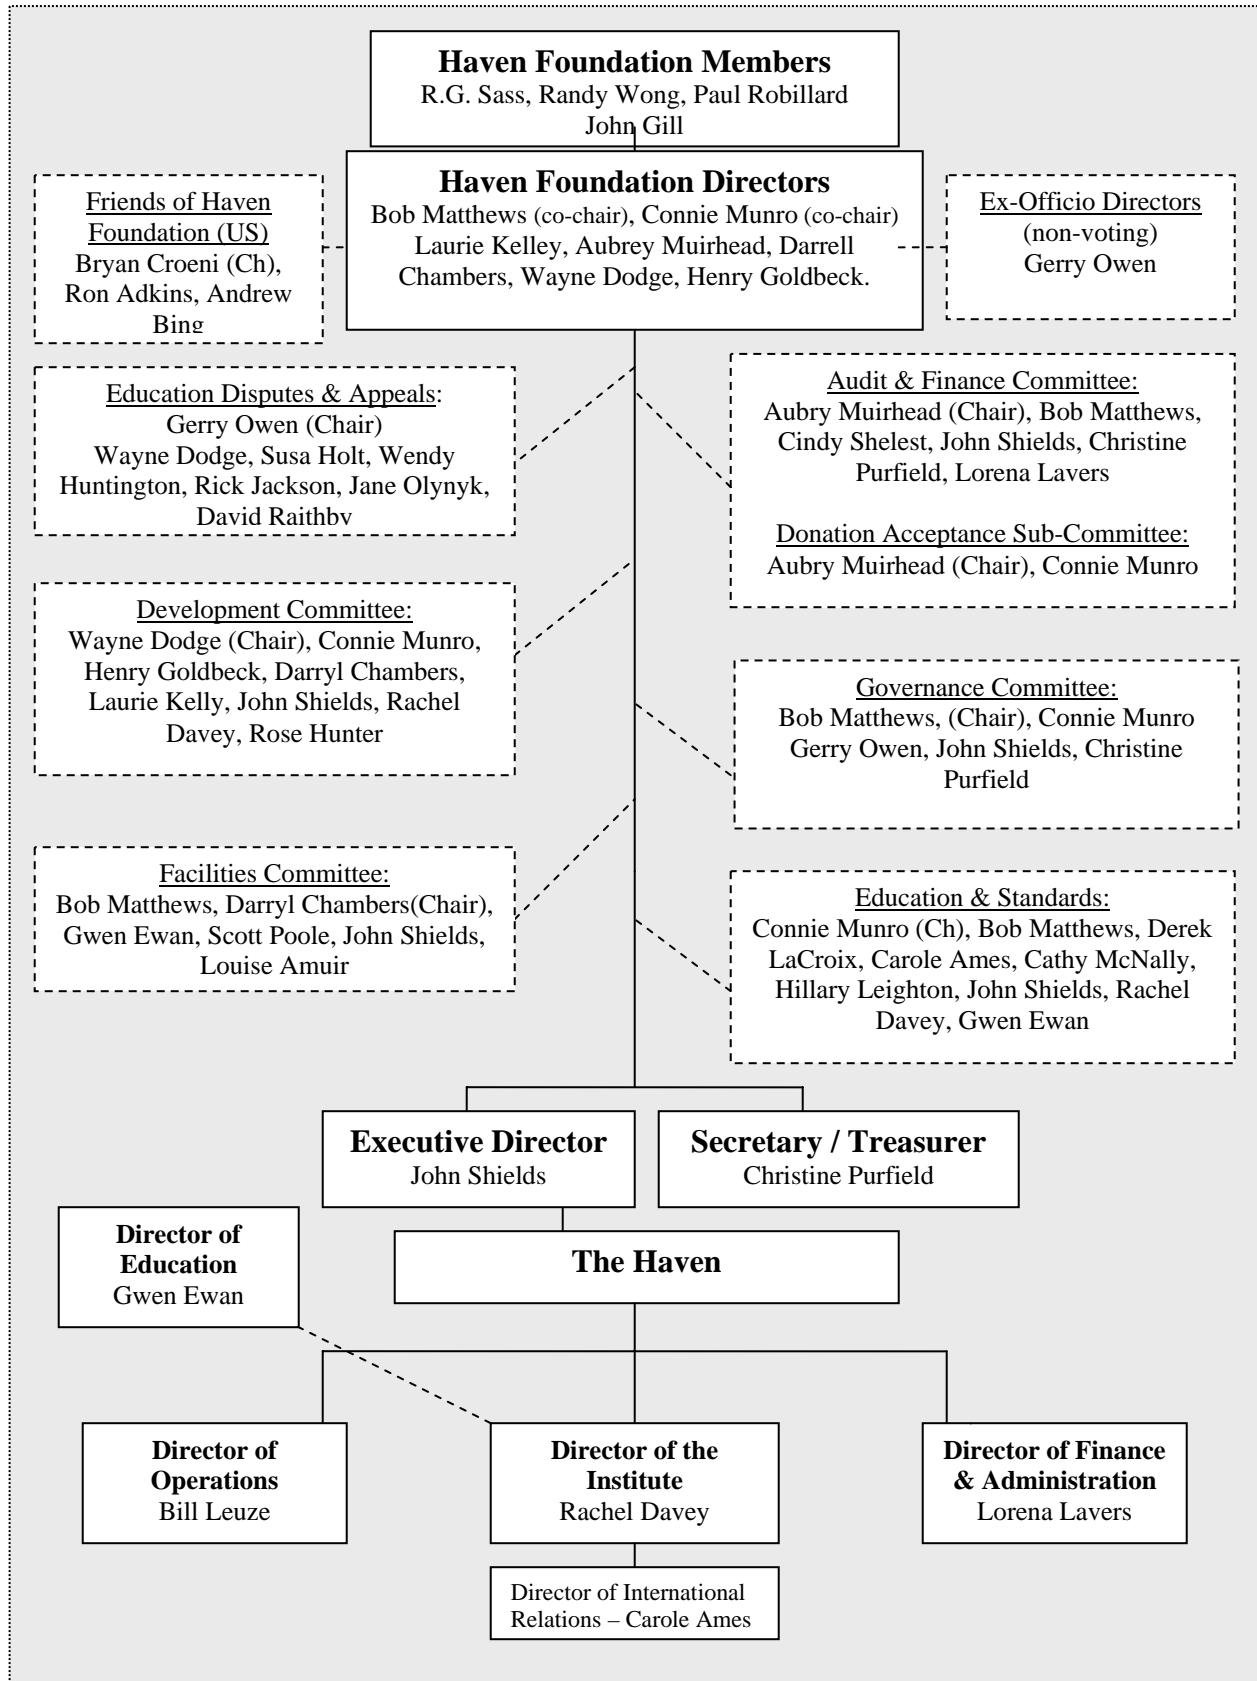 Haven Foundation Members
R.G. Sass, Randy Wong, Paul Robillard
John Gill
Haven Foundation Directors
Bob Matthews (co-chair), Connie Munro (co-chair)
Laurie Kelley, Aubrey Muirhead, Darrell
Chambers, Wayne Dodge, Henry Goldbeck.
Friends of Haven
Foundation (US)
Bryan Croeni (Ch),
Ron Adkins, Andrew
Bing
Ex-Officio Directors
(non-voting)
Gerry Owen
Education Disputes & Appeals:
Gerry Owen (Chair)
Wayne Dodge, Susa Holt, Wendy
Huntington, Rick Jackson, Jane Olynyk,
David Raithby
Audit & Finance Committee:
Aubry Muirhead (Chair), Bob Matthews,
Cindy Shelest, John Shields, Christine
Purfield, Lorena Lavers
Donation Acceptance Sub-Committee:
Aubry Muirhead (Chair), Connie Munro
Development Committee:
Wayne Dodge (Chair), Connie Munro,
Henry Goldbeck, Darryl Chambers,
Laurie Kelly, John Shields, Rachel
Davey, Rose Hunter
Governance Committee:
Bob Matthews, (Chair), Connie Munro
Gerry Owen, John Shields, Christine
Purfield
Facilities Committee:
Bob Matthews, Darryl Chambers(Chair),
Gwen Ewan, Scott Poole, John Shields,
Louise Amuir
Education & Standards:
Connie Munro (Ch), Bob Matthews, Derek
LaCroix, Carole Ames, Cathy McNally,
Hillary Leighton, John Shields, Rachel
Davey, Gwen Ewan
Executive Director
John Shields
Secretary / Treasurer
Christine Purfield
Director of
Education
Gwen Ewan
The Haven
Director of
Operations
Bill Leuze
Director of the
Institute
Rachel Davey
Director of Finance
& Administration
Lorena Lavers
Director of International
Relations – Carole Ames